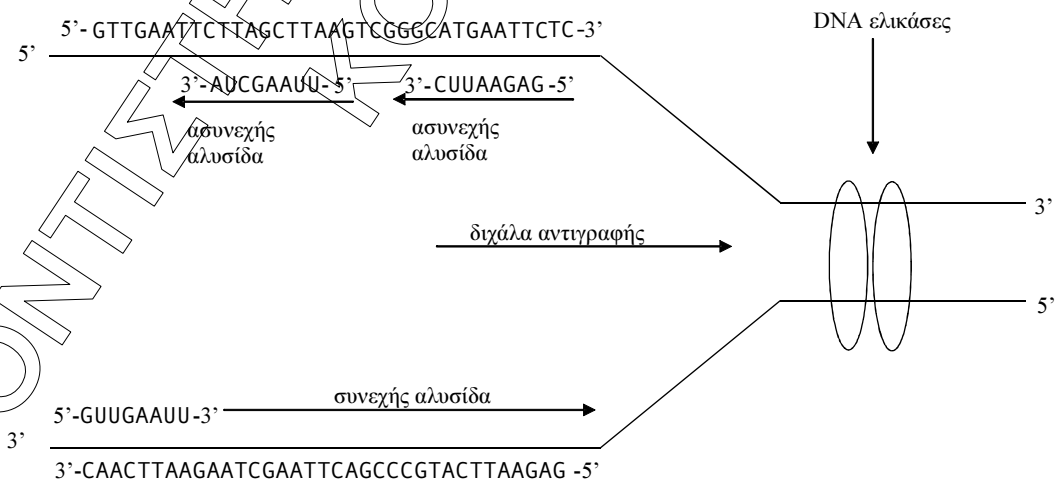 DNA ελικάσες
5’- GTTGAATTCTTAGCTTAAGTCGGGCATGAATTCTC-3’
5’
3’-AUCGAAUU-5’
3’-CUUAAGAG-5’
ασυνεχής
αλυσίδα
ασυνεχής
αλυσίδα
3’
διχάλα αντιγραφής
5’
συνεχής αλυσίδα
5’-GUUGAAUU-3’
3’
3’-CAACTTAAGAATCGAATTCAGCCCGTACTTAAGAG -5’